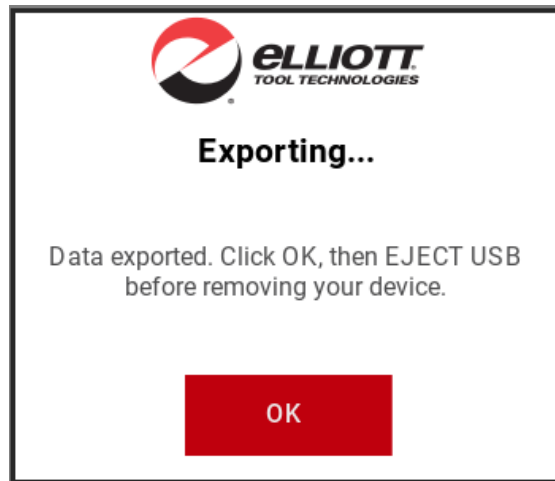 ELLIOTT
TOOL TECHNOLOGIES
Exporting...
Data exported. Click OK, then EJECT USB
before removing your device.
OK